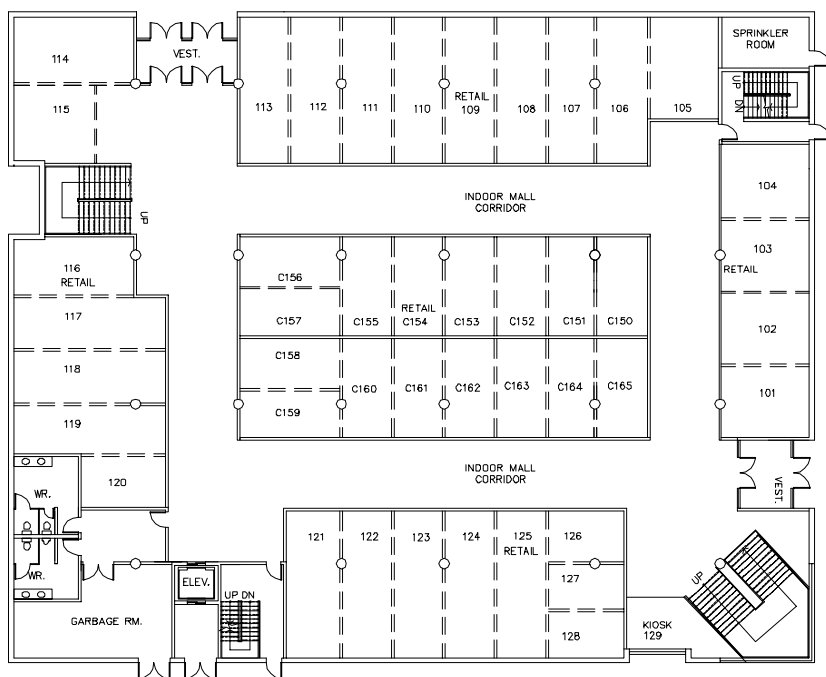 SPRINKLER
ROOM
114
VEST.
115
113
112
111
110
RETAIL
109
108
107
106
105
UP
DN
UP
INDOOR MALL
CORRIDOR
104
103
RETAIL
102
101
116
RETAIL
117
118
119
120
C156
C157
C155
RETAIL
C154
C153
C152
C151
C150
C158
C159
C160
C161
C162
C163
C164
C165
INDOOR MALL
CORRIDOR
VEST.
WR.
WR.
121
122
123
124
125
RETAIL
126
127
128
ELEV.
UP DN
GARBAGE RM.
UP
KIOSK
129